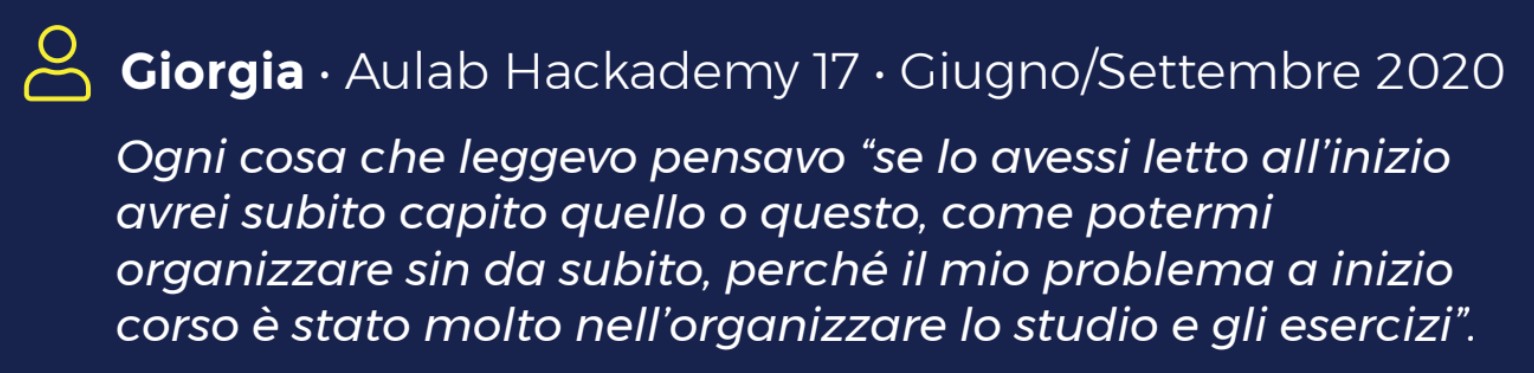 Giorgia · Aulab Hackademy 17 · Giugno/Settembre 2020
Ogni cosa che leggevo pensavo “se lo avessi letto all’inizio
avrei subito capito quello o questo, come potermi
organizzare sin da subito, perché il mio problema a inizio
corso è stato molto nell’organizzare lo studio e gli esercizi”.